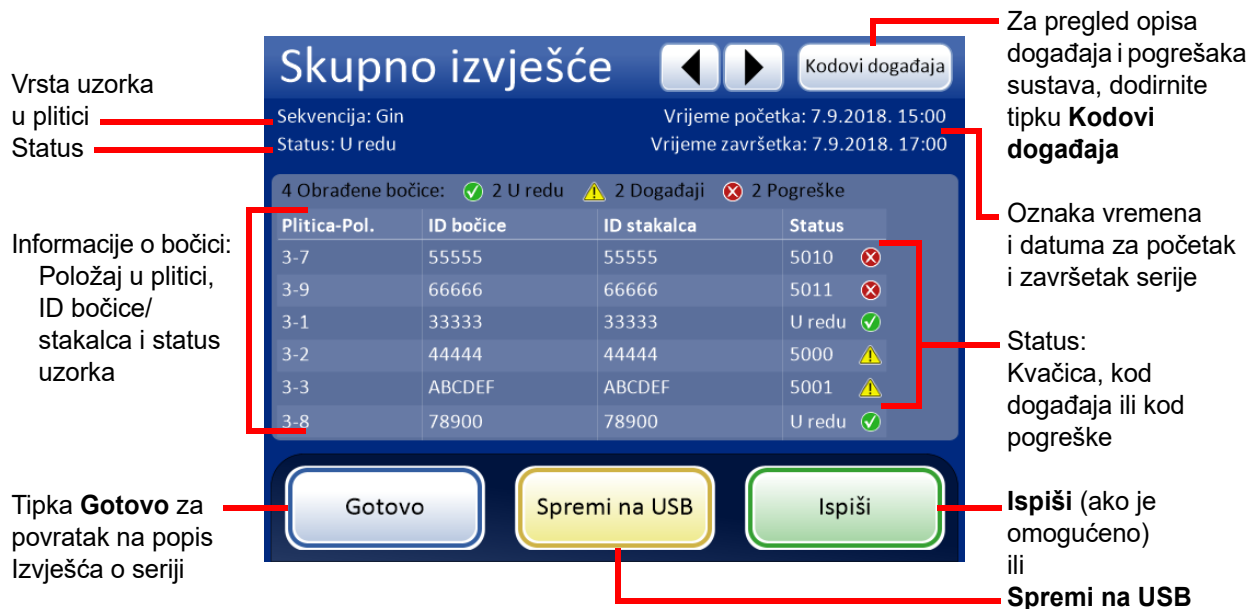 Vrsta uzorka
u plitici
Status
Informacije o bočici:
Položaj u plitici,
ID bočice/
stakalca i status
uzorka
Tipka Gotovo za
povratak na popis
Izvješća o seriji
Skupno izvješće
Kodovi događaja
Sekvencija: Gin
Vrijeme početka: 7.9.2018. 15:00
Status: U redu
Vrijeme završetka: 7.9.2018. 17:00
4 Obrađene bočice: 2 U redu 2 Događaji 2 Pogreške
Plitica-Pol. ID bočice ID stakalca Status
3-7 55555 55555 5010
3-9 66666 66666 5011
3-1 33333 33333 U redu
3-2 44444 44444 5000
3-3 ABCDEF ABCDEF 5001
3-8 78900 78900 U redu
Gotovo
Spremi na USB
Ispiši
Za pregled opisa
događaja i pogrešaka
sustava, dodirnite
tipku Kodovi
događaja
Oznaka vremena
i datuma za početak
i završetak serije
Status:
Kvačica, kod
događaja ili kod
pogreške
Ispiši (ako je
omogućeno)
ili
Spremi na USB